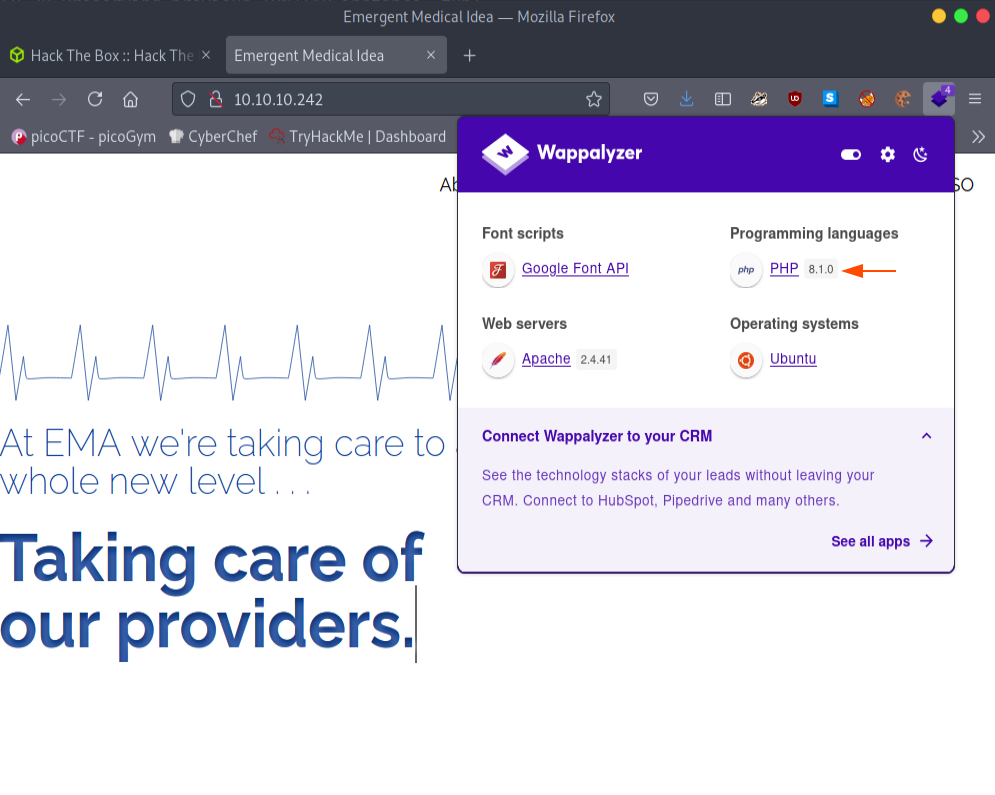 Emergent Medical Idea — Mozilla Firefox
Hack The Box :: Hack The
Emergent Medical Idea
10.10.10.242
4
picoCTF - picoGym
CyberChef
TryHackMe | Dashboard
Wappalyzer
Ab
SO
Font scripts
Programming languages
Google Font API
php
PHP 8.1.0
Web servers
Operating systems
Apache 2.4.41
Ubuntu
At EMA we're taking care to
whole new level . . .
Connect Wappalyzer to your CRM
See the technology stacks of your leads without leaving your
CRM. Connect to HubSpot, Pipedrive and many others.
See all apps
Taking care of
our providers.